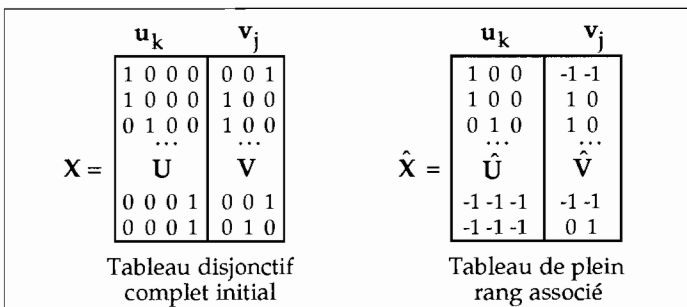 u_k v_j u_k v_j
1 0 0 0 0 0 1 1 0 0 -1 -1
1 0 0 0 1 0 0 1 0 0 1 0
0 1 0 0 1 0 0 0 1 0 1 0
... ... ... ...
X = U V X̂ = Û V̂
0 0 0 1 0 0 1 -1 -1 -1 -1 -1
0 0 0 1 0 1 0 -1 -1 -1 0 1
Tableau disjonctif Tableau de plein
complet initial rang associé